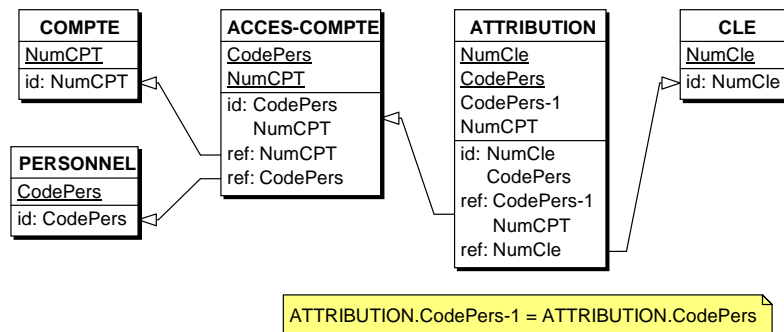 COMPTE
NumCPT
id: NumCPT
PERSONNEL
CodePers
id: CodePers
ACCES-COMPTE
CodePers
NumCPT
id: CodePers
NumCPT
ref: NumCPT
ref: CodePers
ATTRIBUTION
NumCle
CodePers
CodePers-1
NumCPT
id: NumCle
CodePers
ref: CodePers-1
NumCPT
ref: NumCle
CLE
NumCle
id: NumCle
ATTRIBUTION.CodePers-1 = ATTRIBUTION.CodePers